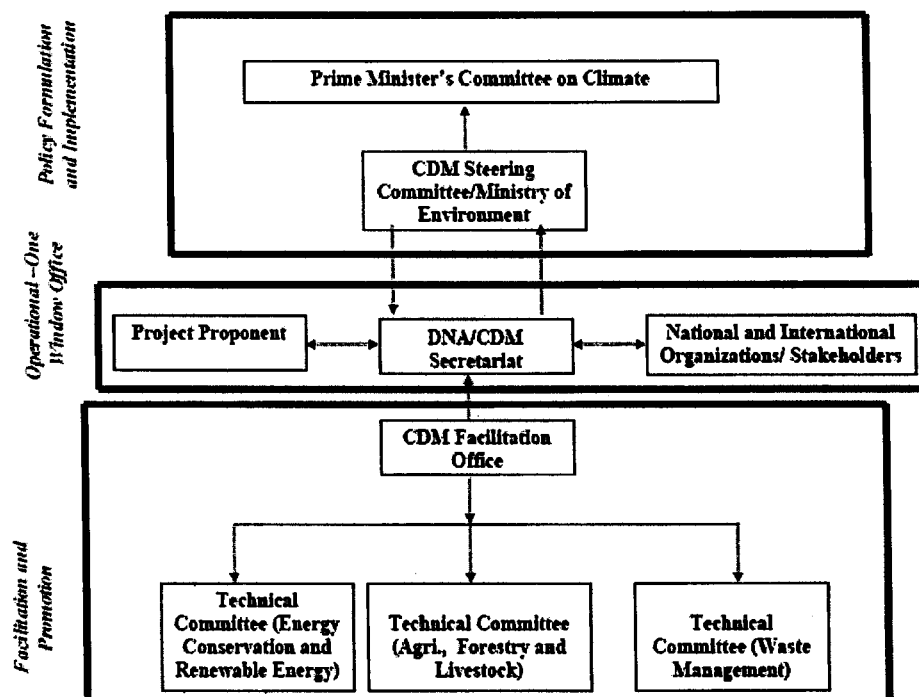 Policy Formulation
and Implementation
Prime Minister's Committee on Climate
CDM Steering
Committee/Ministry of
Environment
Operational –One
Window Office
Project Proponent
DNA/CDM
Secretariat
National and International
Organizations/ Stakeholders
Facilitation and
Promotion
CDM Facilitation
Office
Technical
Committee (Energy
Conservation and
Renewable Energy)
Technical Committee
(Agri., Forestry and
Livestock)
Technical
Committee (Waste
Management)